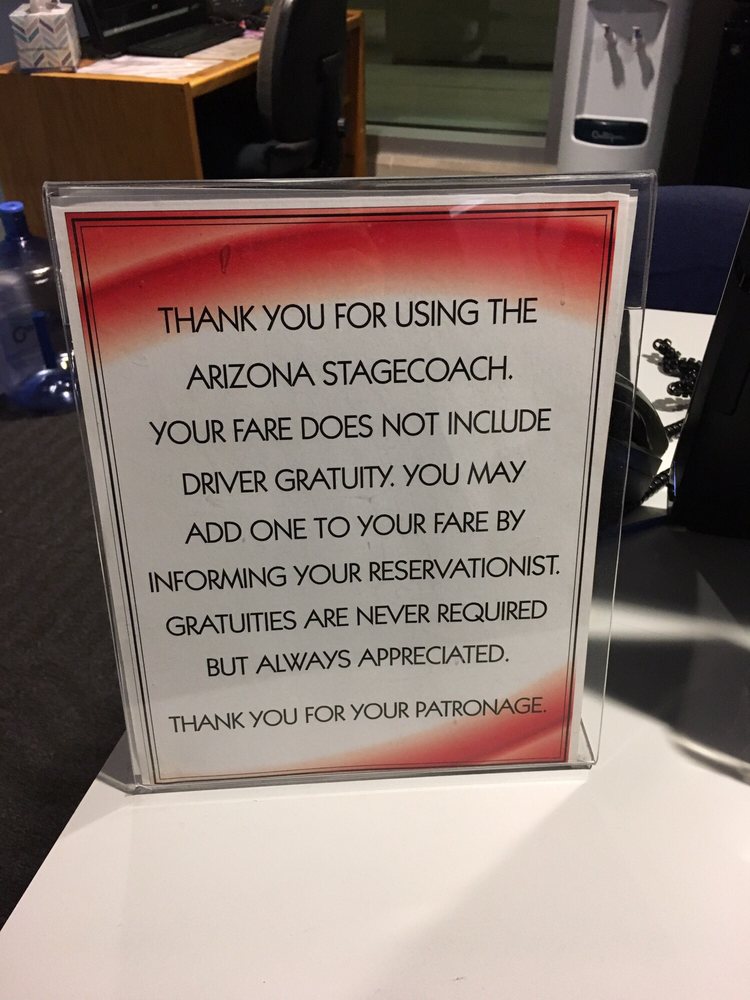 THANK YOU FOR USING THE
ARIZONA STAGECOACH.
YOUR FARE DOES NOT INCLUDE
DRIVER GRATUITY. YOU MAY
ADD ONE TO YOUR FARE BY
INFORMING YOUR RESERVATIONIST.
GRATUITIES ARE NEVER REQUIRED
BUT ALWAYS APPRECIATED.
THANK YOU FOR YOUR PATRONAGE.
Culligan